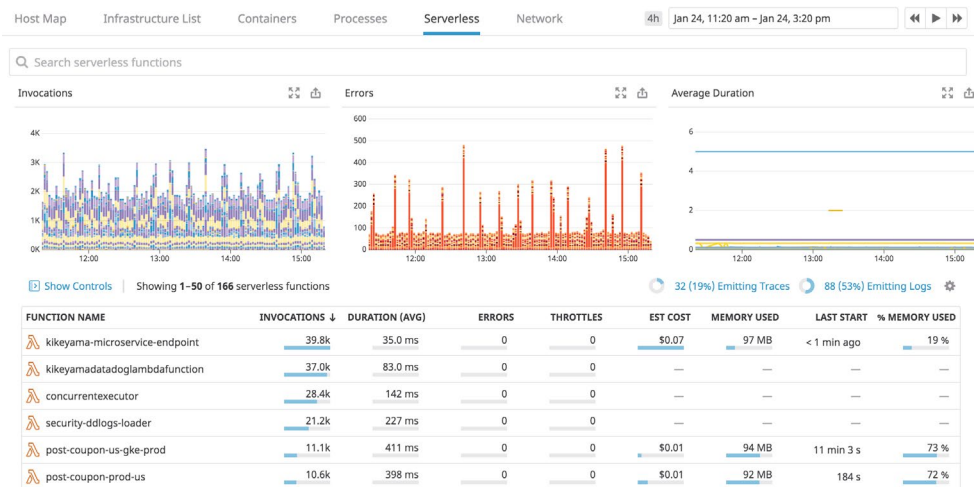 Host Map Infrastructure List Containers Processes Serverless Network 4h Jan 24, 11:20 am – Jan 24, 3:20 pm
Search serverless functions
Invocations Errors Average Duration
4K
3K
2K
1K
0K
12:00 13:00 14:00 15:00
600
500
400
300
200
100
0
12:00 13:00 14:00 15:00
6
4
2
0
12:00 13:00 14:00 15:00
Show Controls Showing 1–50 of 166 serverless functions 32 (19%) Emitting Traces 88 (53%) Emitting Logs
FUNCTION NAME INVOCATIONS ↓ DURATION (AVG) ERRORS THROTTLES EST COST MEMORY USED LAST START % MEMORY USED
kikeyama-microservice-endpoint 39.8k 35.0 ms 0 0 $0.07 97 MB < 1 min ago 19 %
kikeyamadatadoglambdafunction 37.0k 83.0 ms 0 0 — — — —
concurrentexecutor 28.4k 142 ms 0 0 — — — —
security-ddlogs-loader 21.2k 227 ms 0 0 — — — —
post-coupon-us-gke-prod 11.1k 411 ms 0 0 $0.01 94 MB 11 min 3 s 73 %
post-coupon-prod-us 10.6k 398 ms 0 0 $0.01 92 MB 184 s 72 %